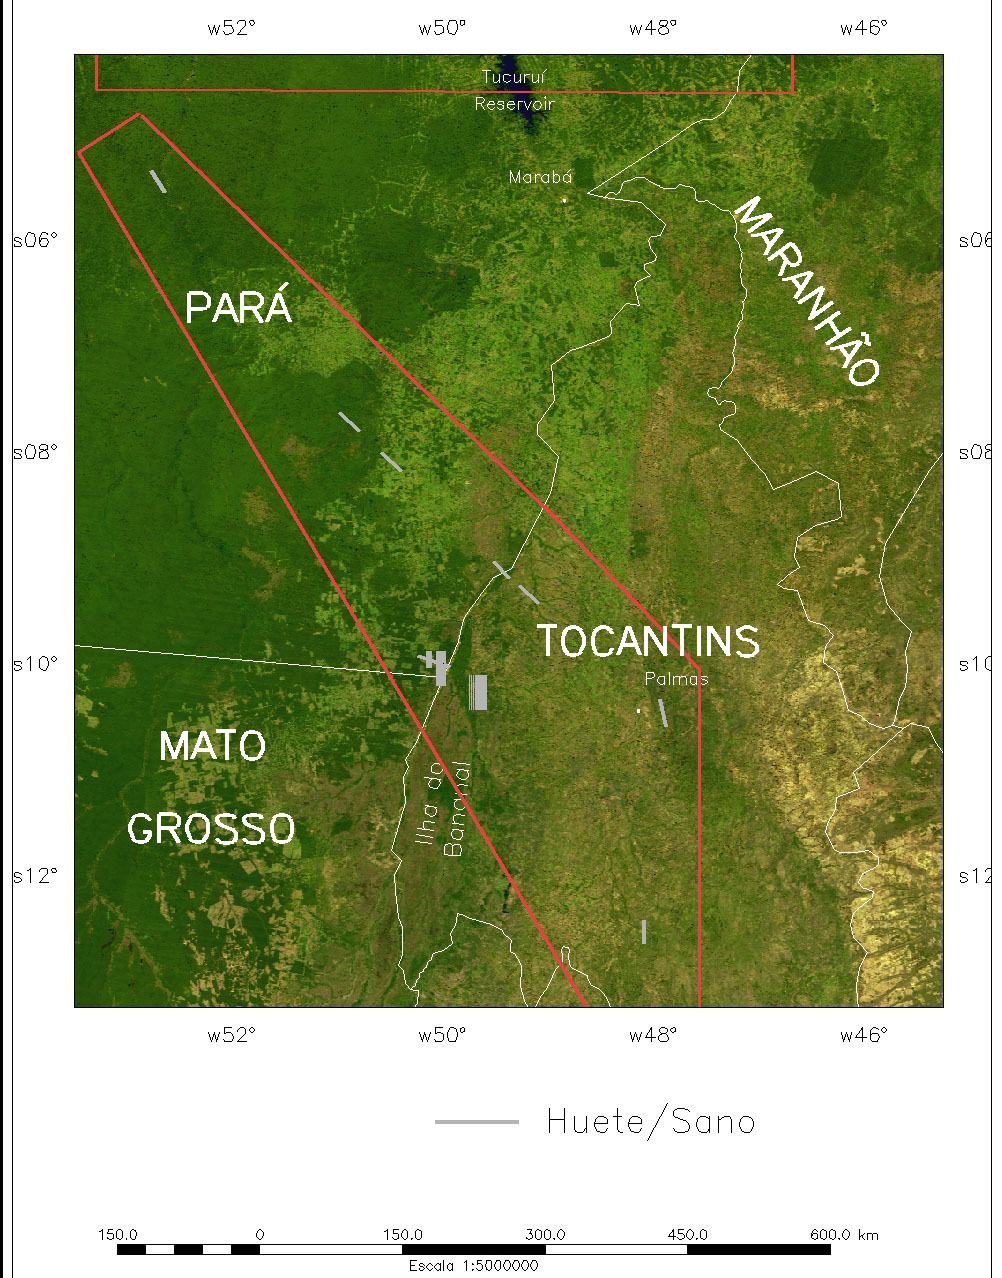 w52° w50° w48° w46°
Tucuruí
Reservoir
Marabá
MARANHÃO
s06° s06
PARÁ
s08° s08
TOCANTINS
s10° s10
Palmas
MATO
GROSSO
Ilha do
Bananal
s12° s12
w52° w50° w48° w46°
Huete/Sano
150.0 0 150.0 300.0 450.0 600.0 km
Escala 1:5000000